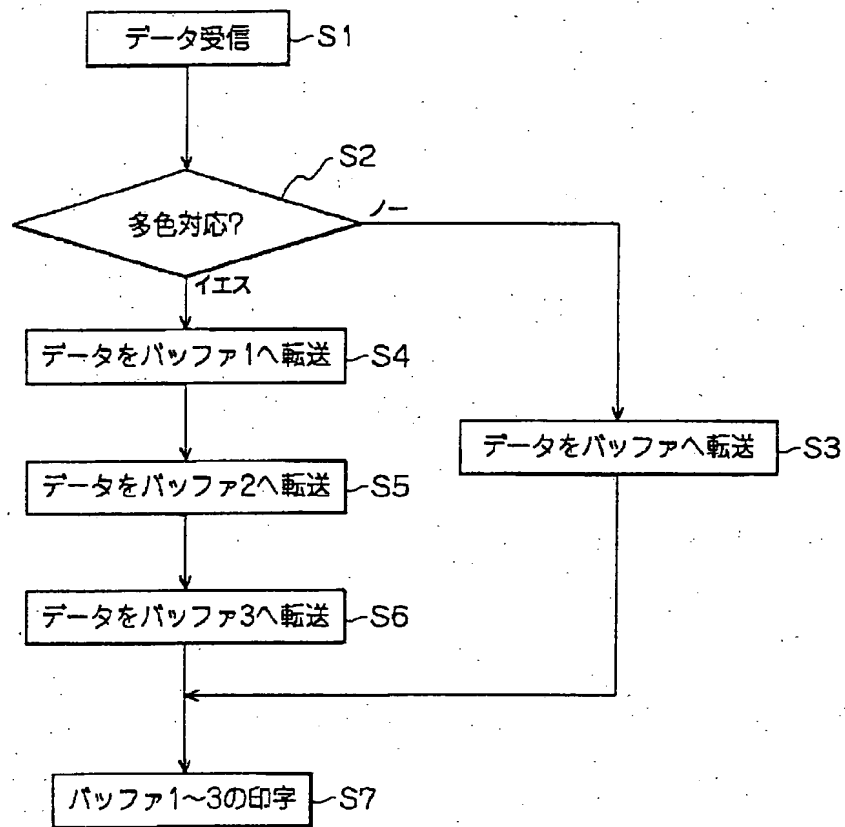 データ受信 S1
S2
多色対応?
ノー
イエス
データをバッファ1へ転送 S4
データをバッファへ転送 S3
データをバッファ2へ転送 S5
データをバッファ3へ転送 S6
バッファ1〜3の印字 S7